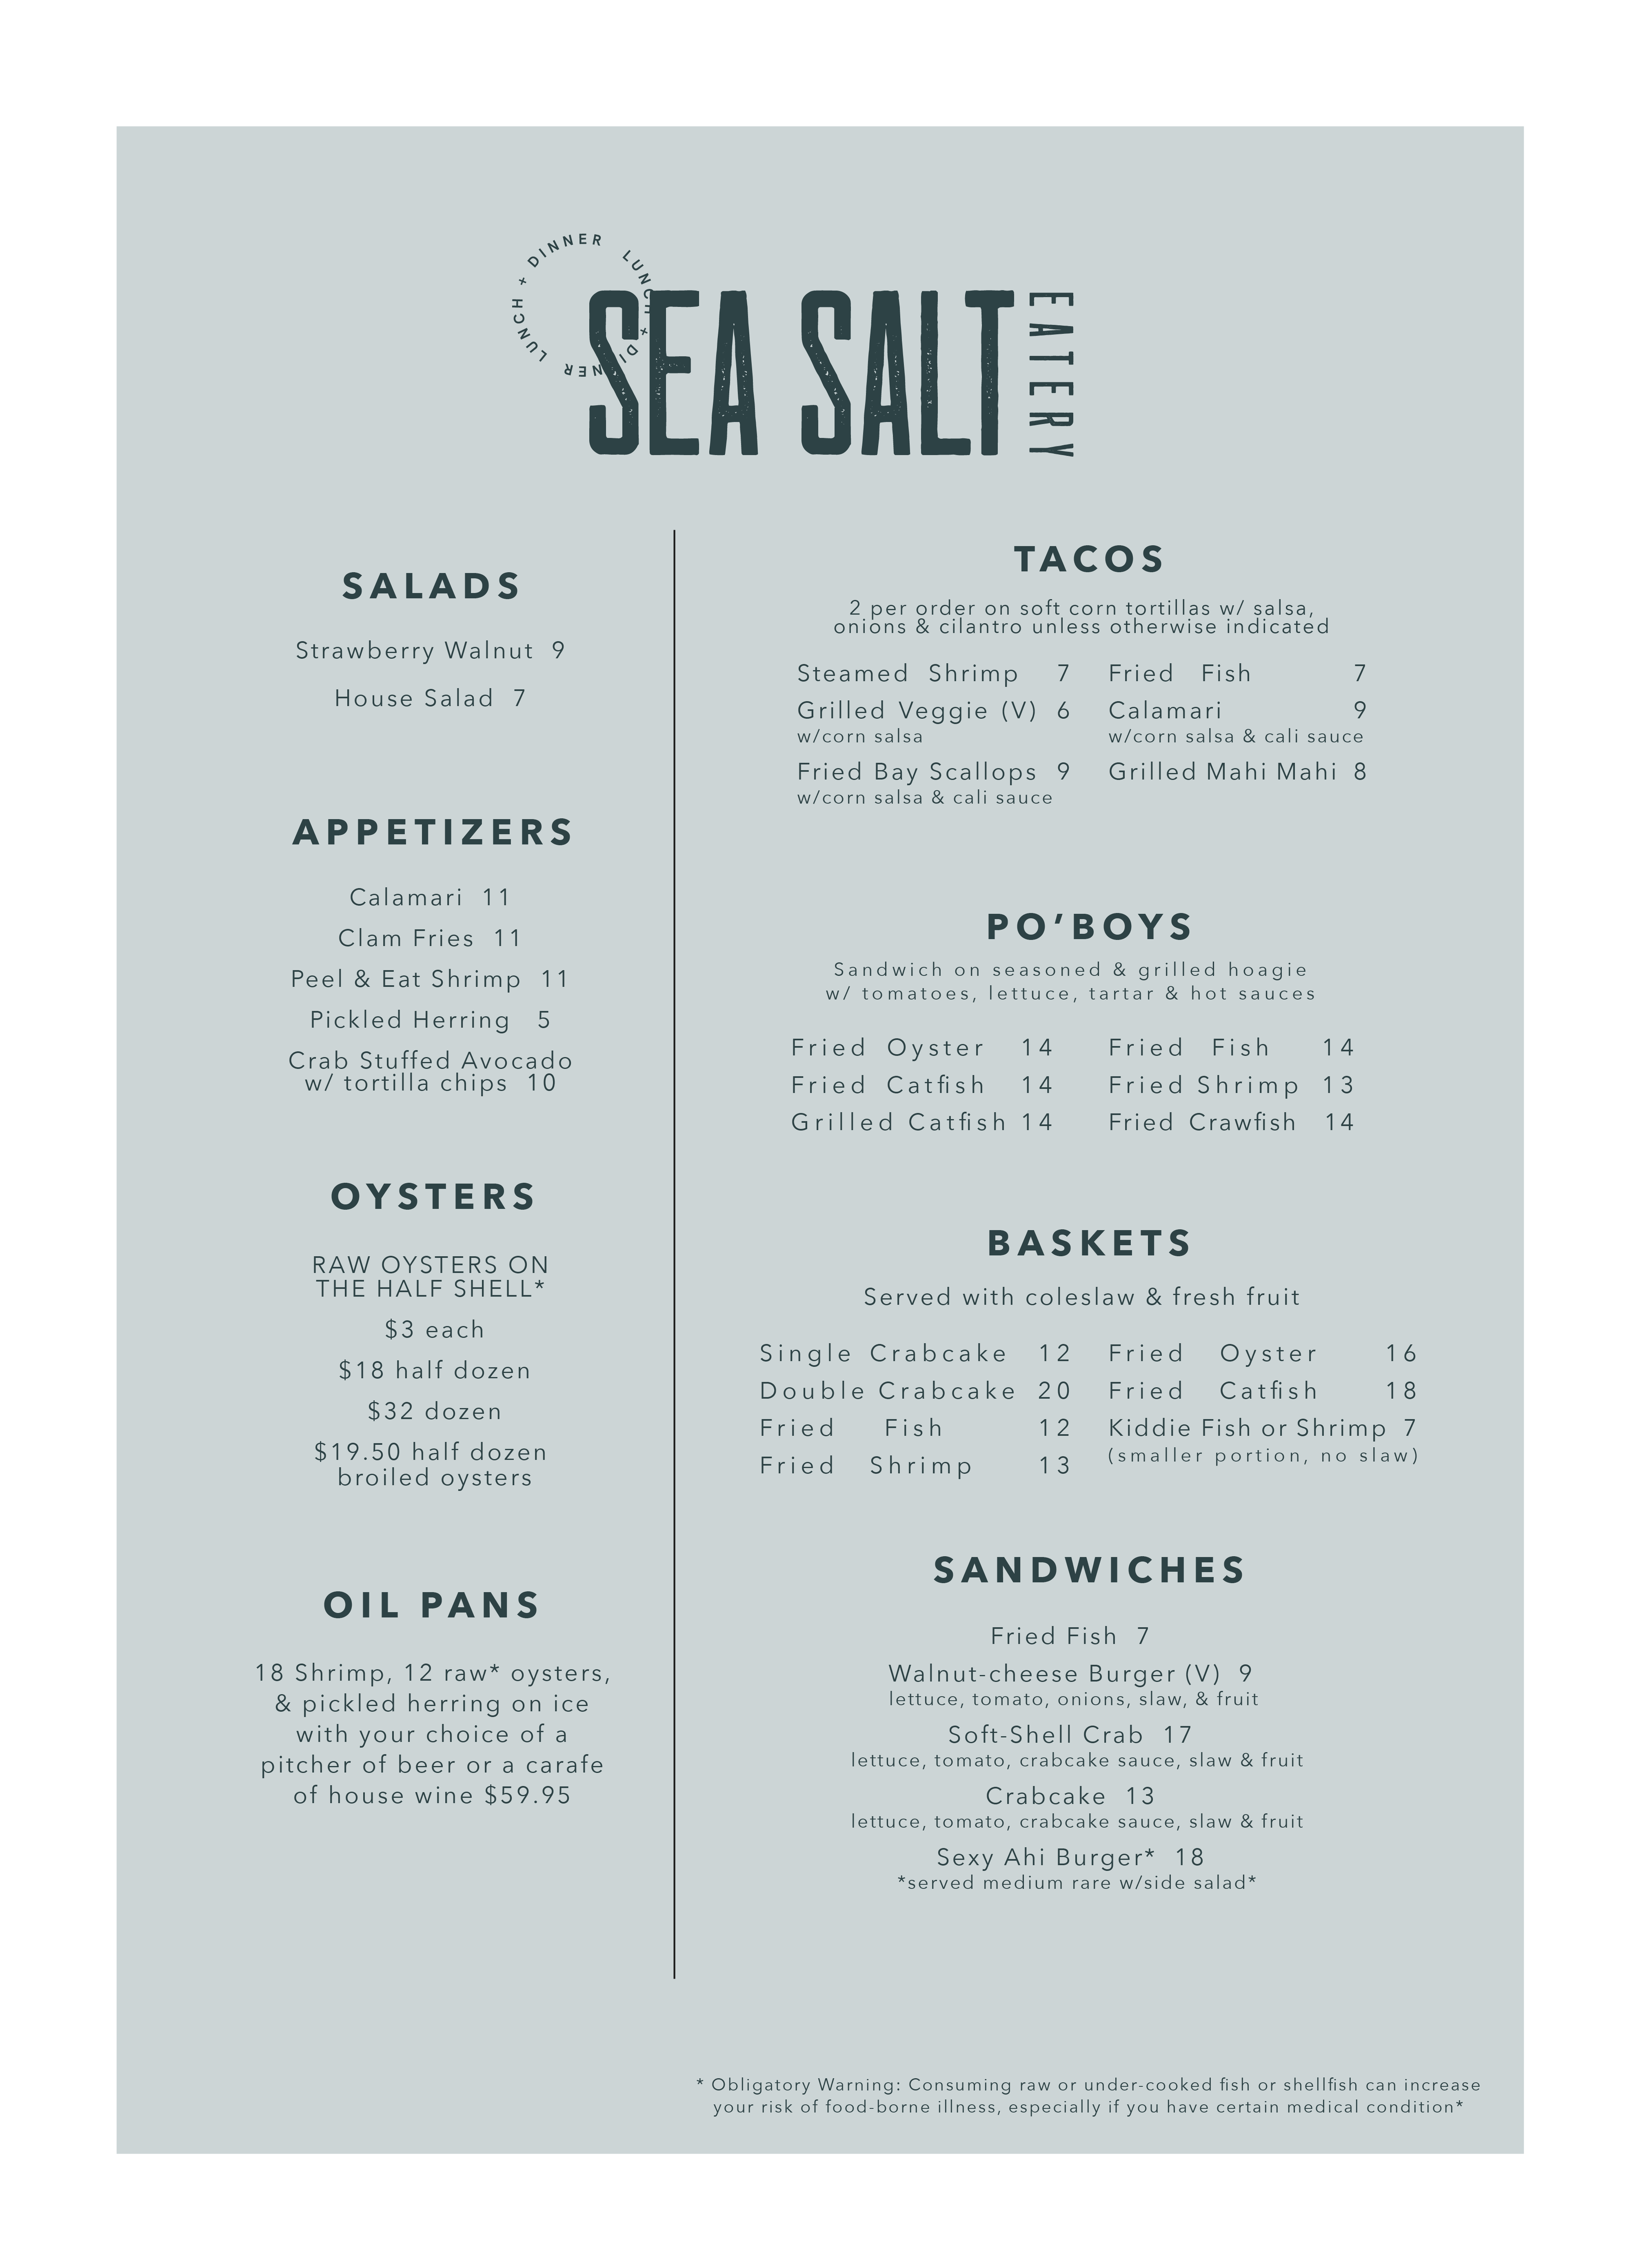 LUNCH + DINNER LUNCH + DINNER
SEA SALT
EATERY
SALADS
Strawberry Walnut 9
House Salad 7
APPETIZERS
Calamari 11
Clam Fries 11
Peel & Eat Shrimp 11
Pickled Herring 5
Crab Stuffed Avocado
w/ tortilla chips 10
OYSTERS
RAW OYSTERS ON
THE HALF SHELL*
$3 each
$18 half dozen
$32 dozen
$19.50 half dozen
broiled oysters
OIL PANS
18 Shrimp, 12 raw* oysters,
& pickled herring on ice
with your choice of a
pitcher of beer or a carafe
of house wine $59.95
TACOS
2 per order on soft corn tortillas w/ salsa,
onions & cilantro unless otherwise indicated
Steamed Shrimp 7
Grilled Veggie (V) 6
w/corn salsa
Fried Bay Scallops 9
w/corn salsa & cali sauce
Fried Fish 7
Calamari 9
w/corn salsa & cali sauce
Grilled Mahi Mahi 8
PO’BOYS
Sandwich on seasoned & grilled hoagie
w/ tomatoes, lettuce, tartar & hot sauces
Fried Oyster 14
Fried Catfish 14
Grilled Catfish 14
Fried Fish 14
Fried Shrimp 13
Fried Crawfish 14
BASKETS
Served with coleslaw & fresh fruit
Single Crabcake 12
Double Crabcake 20
Fried Fish 12
Fried Shrimp 13
Fried Oyster 16
Fried Catfish 18
Kiddie Fish or Shrimp 7
(smaller portion, no slaw)
SANDWICHES
Fried Fish 7
Walnut-cheese Burger (V) 9
lettuce, tomato, onions, slaw, & fruit
Soft-Shell Crab 17
lettuce, tomato, crabcake sauce, slaw & fruit
Crabcake 13
lettuce, tomato, crabcake sauce, slaw & fruit
Sexy Ahi Burger* 18
*served medium rare w/side salad*
* Obligatory Warning: Consuming raw or under-cooked fish or shellfish can increase
your risk of food-borne illness, especially if you have certain medical condition*